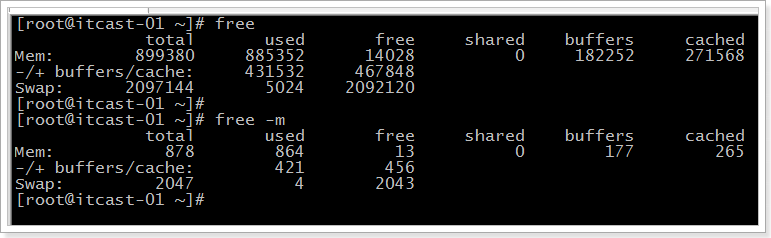 [root@itcast-01 ~]# free
total used free shared buffers cached
Mem: 899380 885352 14028 0 182252 271568
-/+ buffers/cache: 431532 467848
Swap: 2097144 5024 2092120
[root@itcast-01 ~]#
[root@itcast-01 ~]# free -m
total used free shared buffers cached
Mem: 878 864 13 0 177 265
-/+ buffers/cache: 421 456
Swap: 2047 4 2043
[root@itcast-01 ~]#